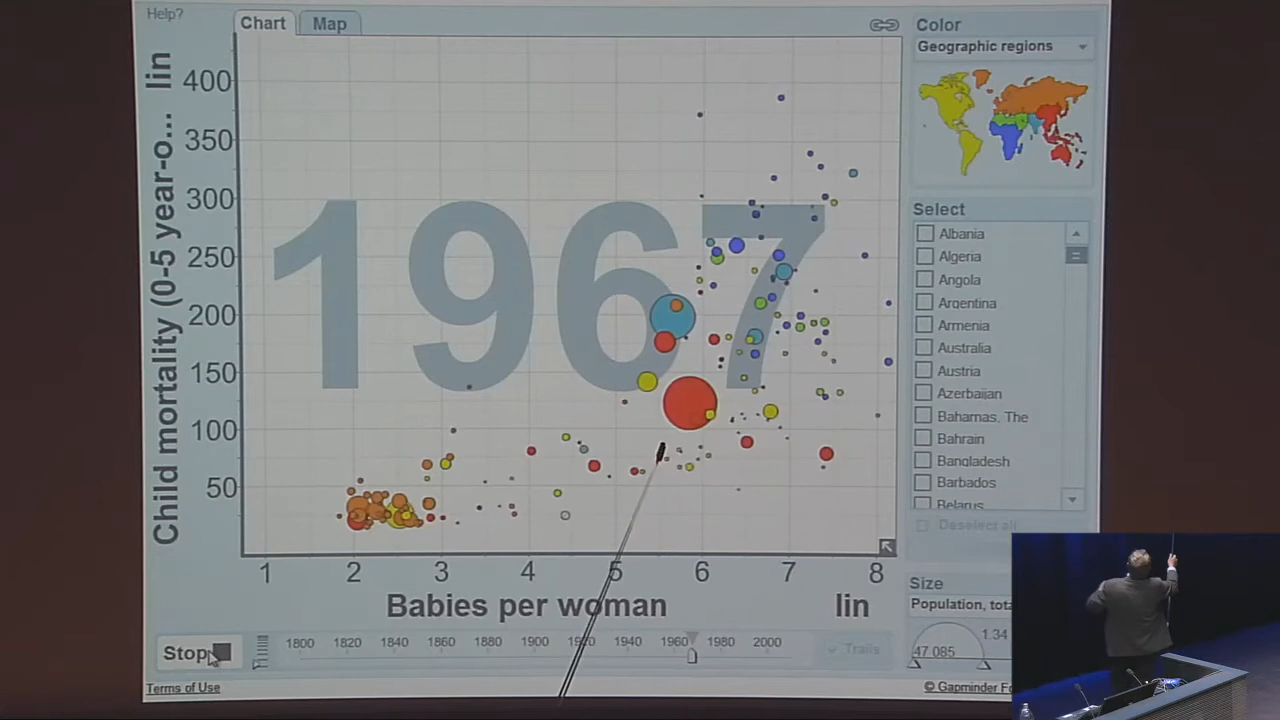 Help?
Chart
Map
Color
Geographic regions
Child mortality (0-5 year-o... lin
400
350
300
250
200
150
100
50
1967
Select
Albania
Algeria
Angola
Argentina
Armenia
Australia
Austria
Azerbaijan
Bahamas, The
Bahrain
Bangladesh
Barbados
Belarus
Deselect all
1 2 3 4 5 6 7 8
Babies per woman lin
Size
Population, tota
1.34
47,085
Stop
1800 1820 1840 1860 1880 1900 1920 1940 1960 1980 2000
Trails
Terms of Use
© Gapminder Fo